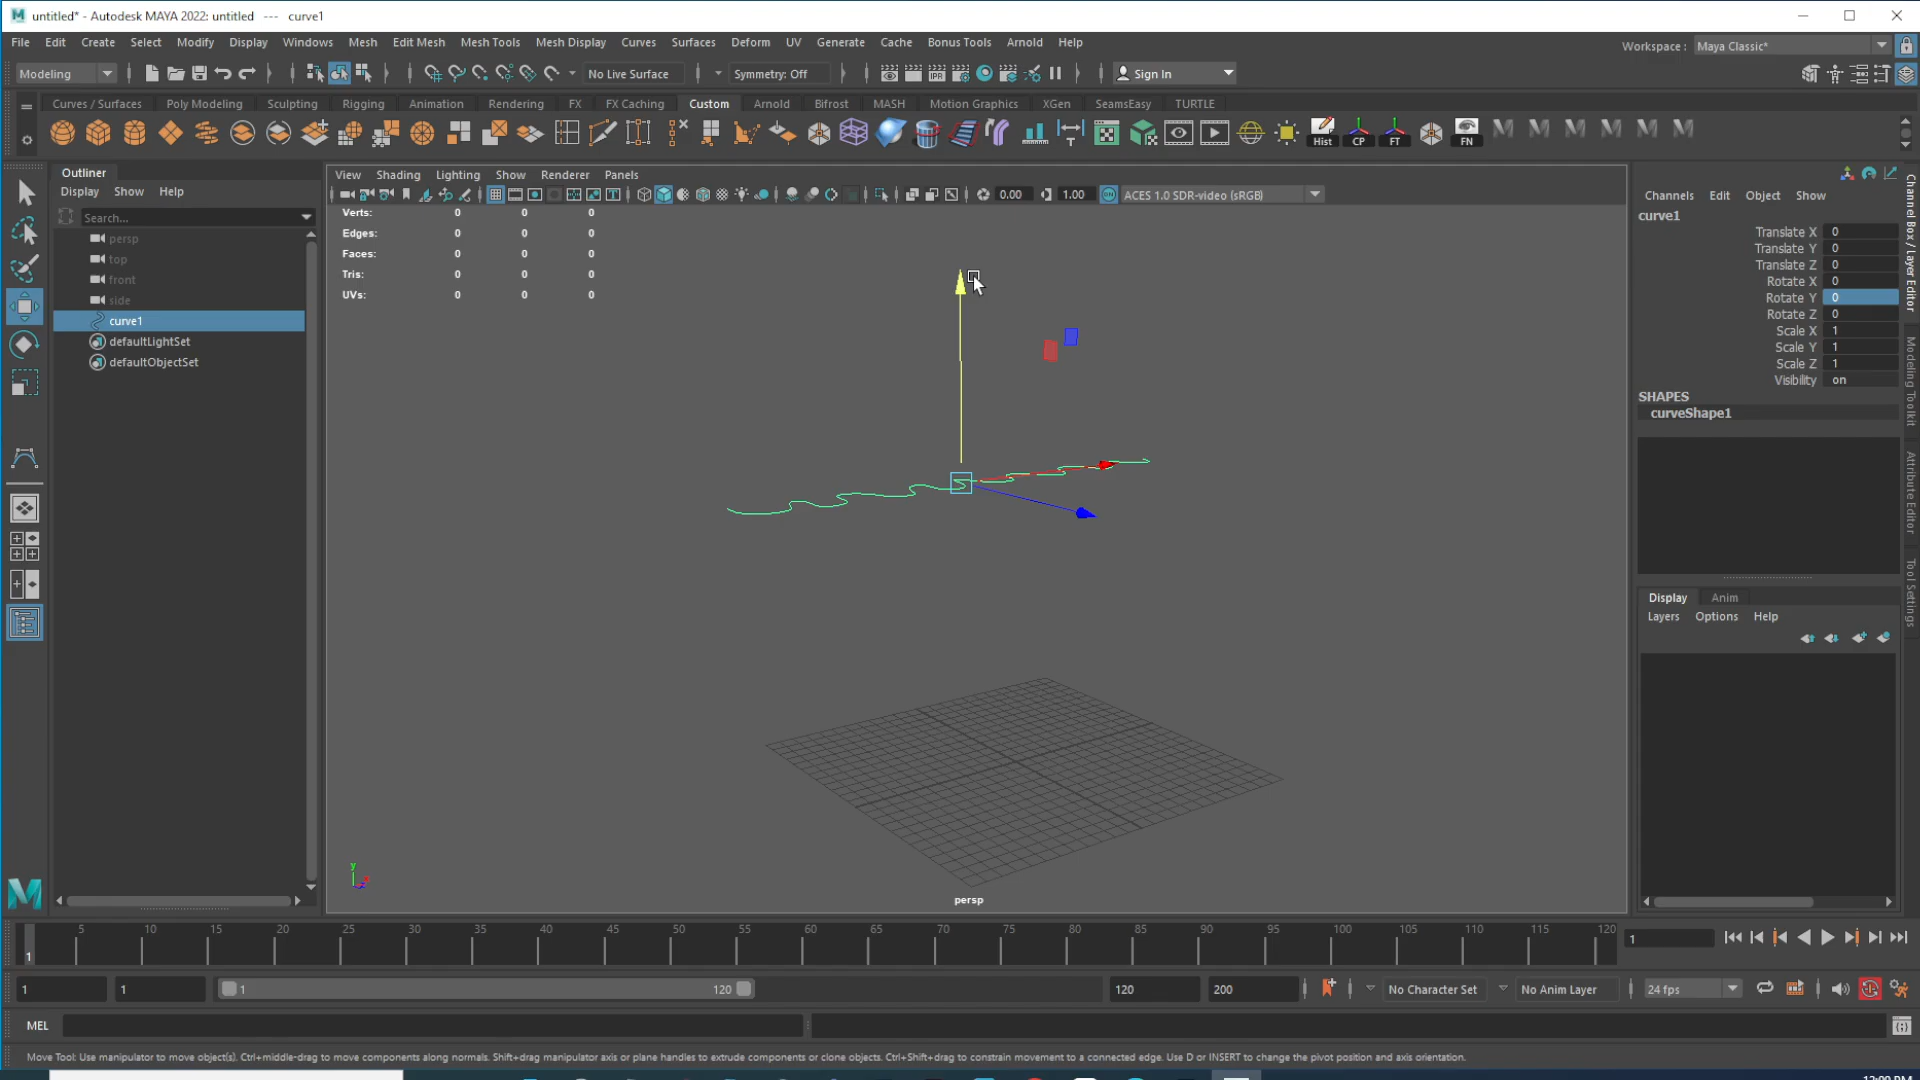 untitled* - Autodesk MAYA 2022: untitled --- curve1
File Edit Create Select Modify Display Windows Mesh Edit Mesh Mesh Tools Mesh Display Curves Surfaces Deform UV Generate Cache Bonus Tools Arnold Help
Workspace : Maya Classic*
Modeling No Live Surface Symmetry: Off IPR Sign In
Curves / Surfaces Poly Modeling Sculpting Rigging Animation Rendering FX FX Caching Custom Arnold Bifrost MASH Motion Graphics XGen SeamsEasy TURTLE
Hist CP FT FN
Outliner
Display Show Help
Search...
persp
top
front
side
curve1
defaultLightSet
defaultObjectSet
View Shading Lighting Show Renderer Panels
0.00 1.00 ACES 1.0 SDR-video (sRGB)
Verts: 0 0 0
Edges: 0 0 0
Faces: 0 0 0
Tris: 0 0 0
UVs: 0 0 0
y
persp
Channels Edit Object Show
curve1
Translate X 0
Translate Y 0
Translate Z 0
Rotate X 0
Rotate Y 0
Rotate Z 0
Scale X 1
Scale Y 1
Scale Z 1
Visibility on
SHAPES
curveShape1
Display Anim
Layers Options Help
Channel Box / Layer Editor
Modeling Toolkit
Attribute Editor
Tool Settings
5 10 15 20 25 30 35 40 45 50 55 60 65 70 75 80 85 90 95 100 105 110 115 120
1
1
1 1 1 120 120 200 No Character Set No Anim Layer 24 fps
MEL
Move Tool: Use manipulator to move object(s). Ctrl+middle-drag to move components along normals. Shift+drag manipulator axis or plane handles to extrude components or clone objects. Ctrl+Shift+drag to constrain movement to a connected edge. Use D or INSERT to change the pivot position and axis orientation.